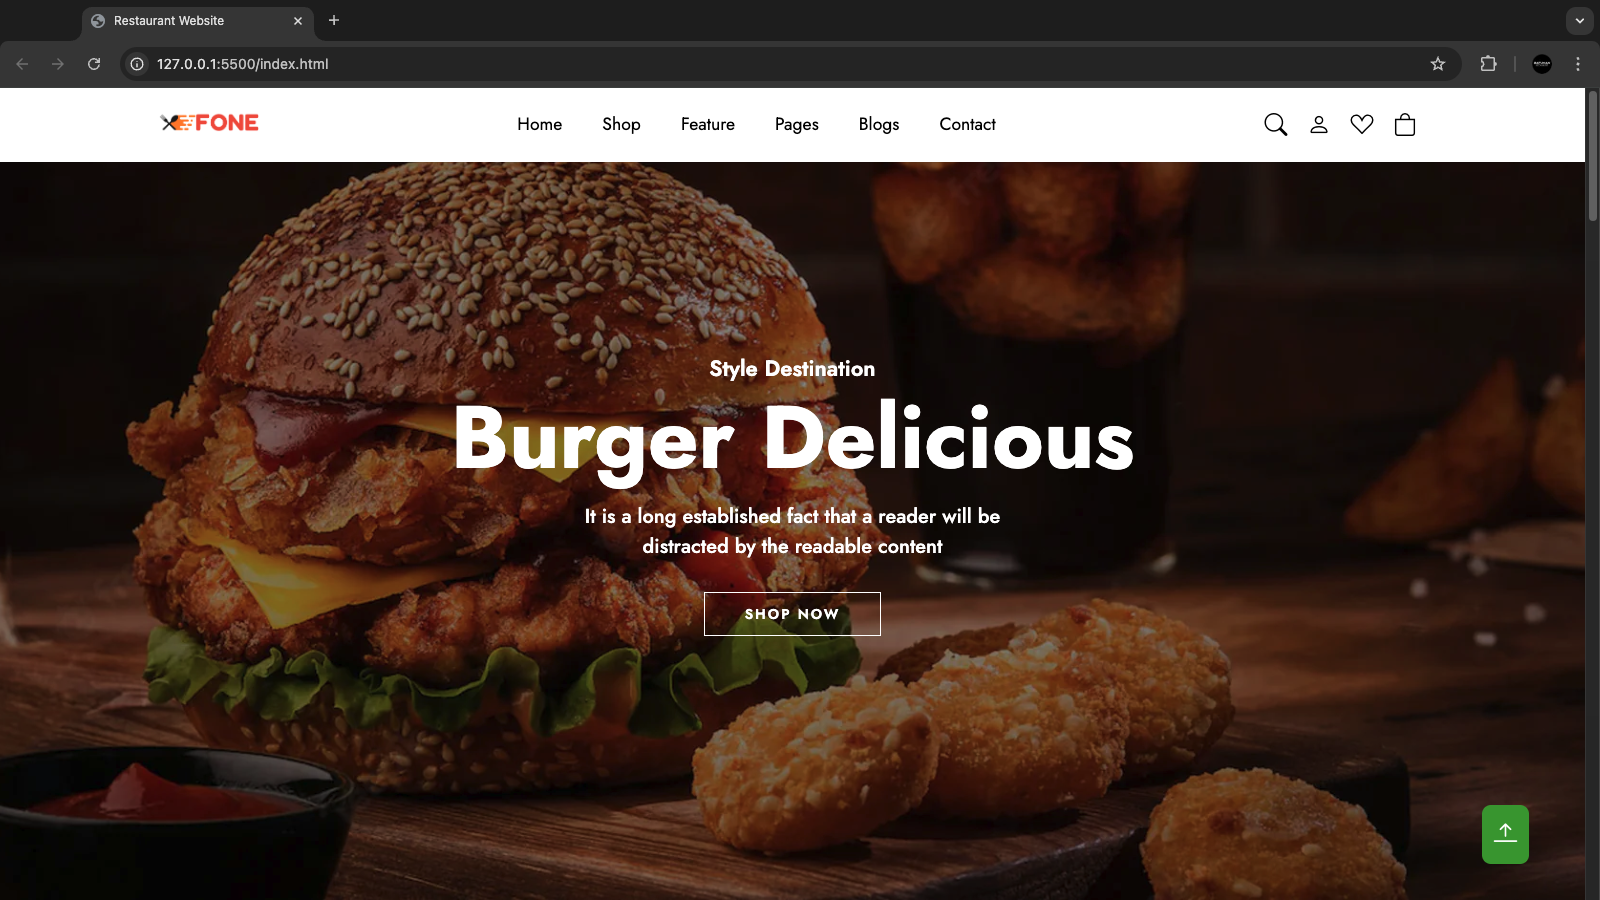 Restaurant Website
127.0.0.1:5500/index.html
FONE
Home Shop Feature Pages Blogs Contact
Style Destination
Burger Delicious
It is a long established fact that a reader will be
distracted by the readable content
SHOP NOW